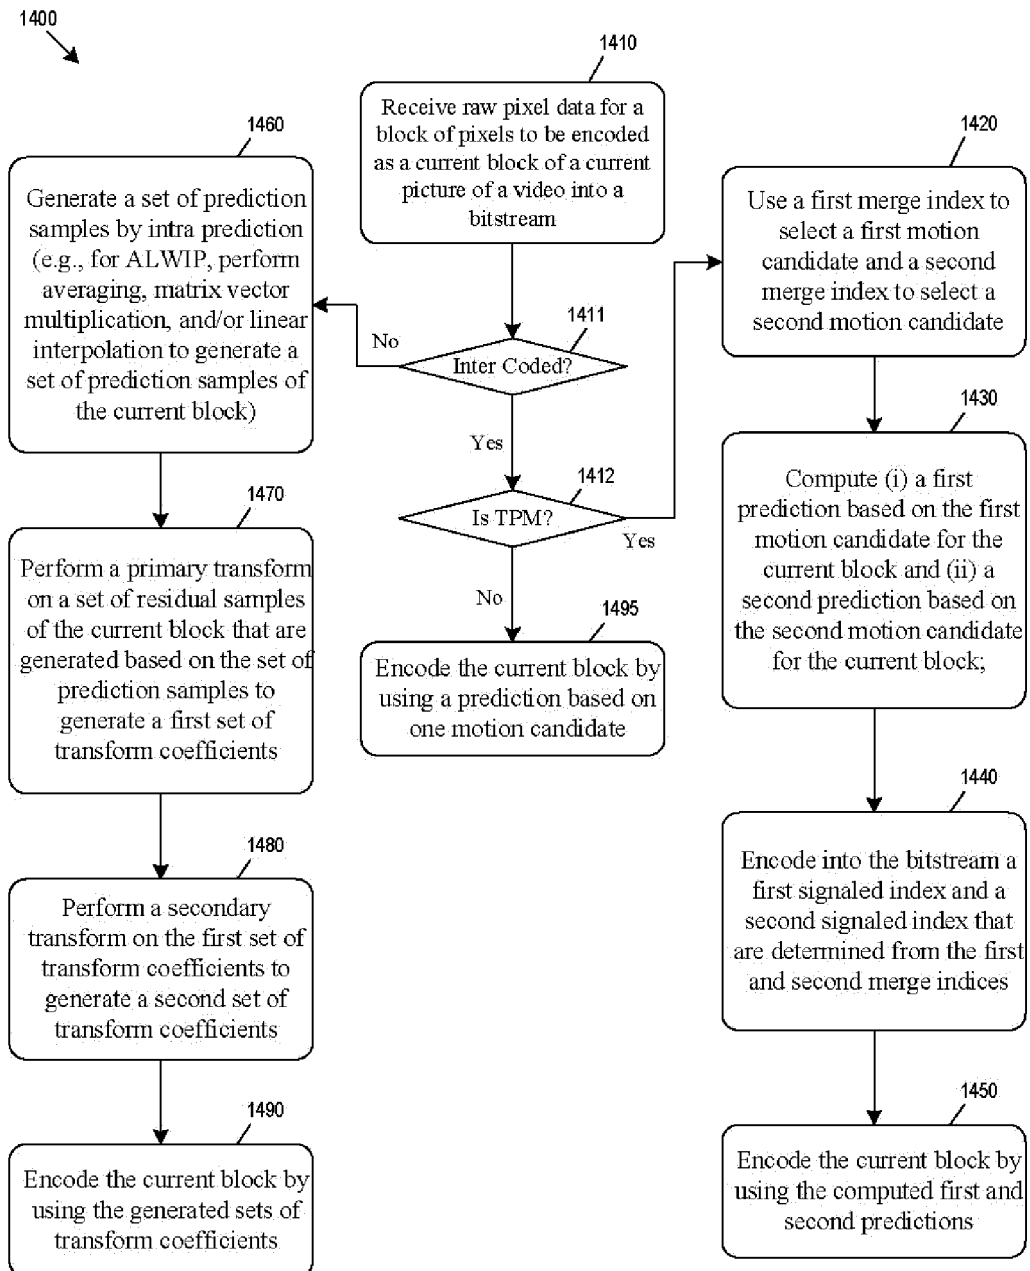 1400
1410
Receive raw pixel data for a
block of pixels to be encoded
as a current block of a current
picture of a video into a
bitstream
1411
Inter Coded?
No
Yes
1412
Is TPM?
Yes
No
1495
Encode the current block by
using a prediction based on
one motion candidate
1460
Generate a set of prediction
samples by intra prediction
(e.g., for ALWIP, perform
averaging, matrix vector
multiplication, and/or linear
interpolation to generate a
set of prediction samples of
the current block)
1470
Perform a primary transform
on a set of residual samples
of the current block that are
generated based on the set of
prediction samples to
generate a first set of
transform coefficients
1480
Perform a secondary
transform on the first set of
transform coefficients to
generate a second set of
transform coefficients
1490
Encode the current block by
using the generated sets of
transform coefficients
1420
Use a first merge index to
select a first motion
candidate and a second
merge index to select a
second motion candidate
1430
Compute (i) a first
prediction based on the first
motion candidate for the
current block and (ii) a
second prediction based on
the second motion candidate
for the current block;
1440
Encode into the bitstream a
first signaled index and a
second signaled index that
are determined from the first
and second merge indices
1450
Encode the current block by
using the computed first and
second predictions